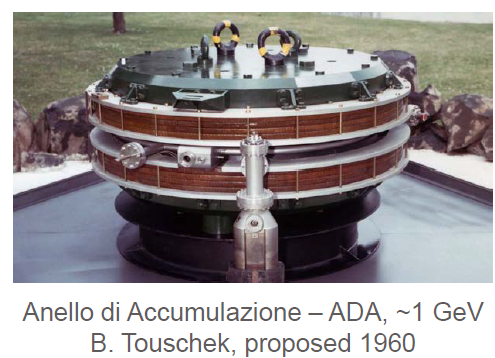 Anello di Accumulazione – ADA, ~1 GeV
B. Touschek, proposed 1960